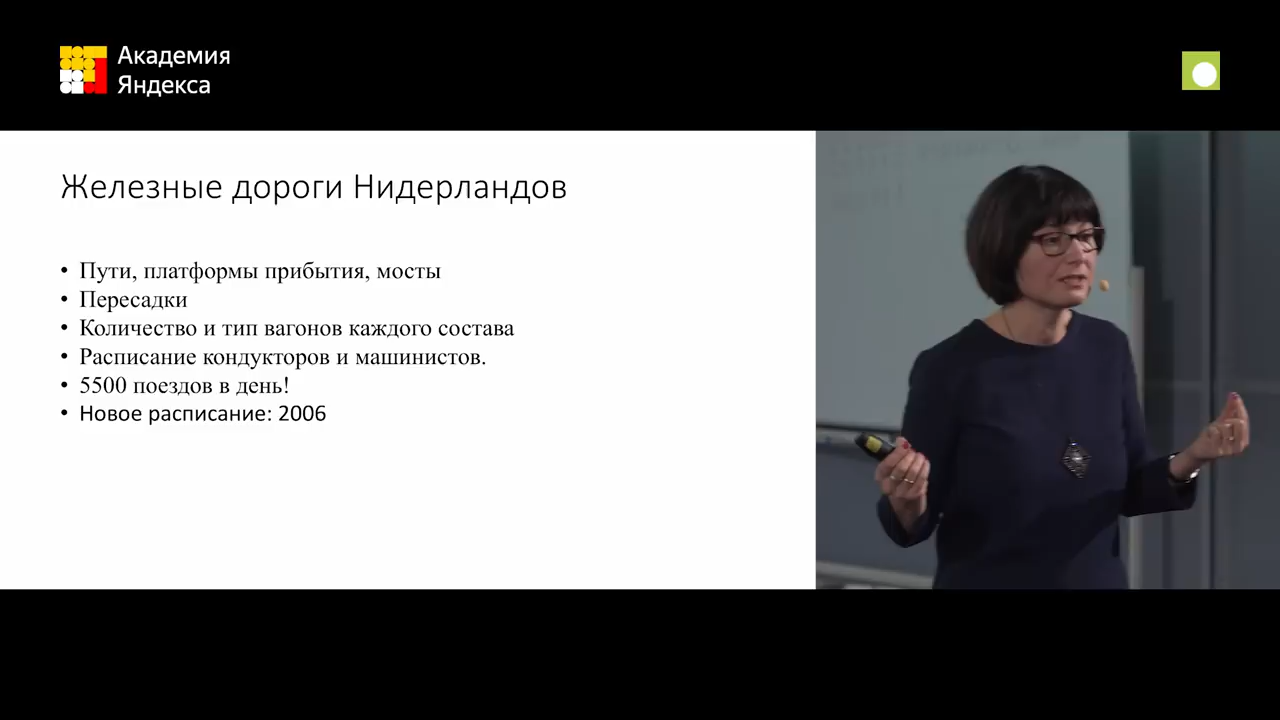 Академия
Яндекса
Железные дороги Нидерландов
• Пути, платформы прибытия, мосты
• Пересадки
• Количество и тип вагонов каждого состава
• Расписание кондукторов и машинистов.
• 5500 поездов в день!
• Новое расписание: 2006